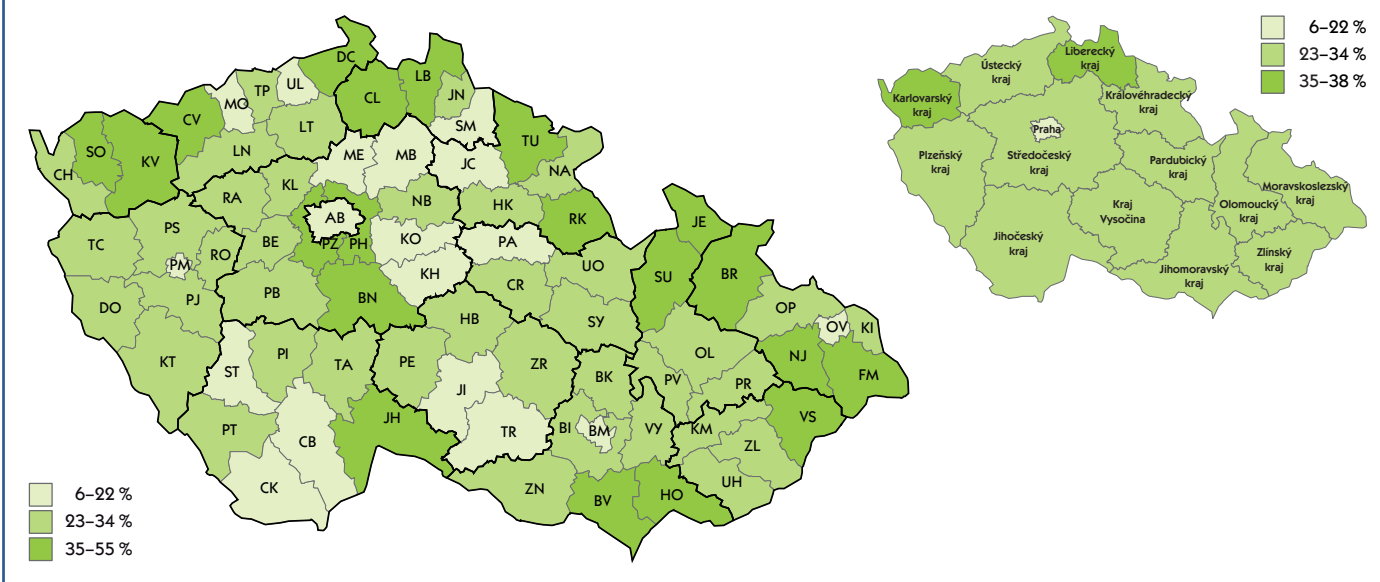 DC
LB
UL
TP
MO
CL
JN
CV
LT
SM
TU
LN
SO
KV
ME
MB
JC
NA
CH
RA
KL
NB
HK
RK
AB
PS
KO
PA
TC
BE
PZ
PH
RO
PM
KH
UO
SU
JE
BR
PJ
PB
BN
CR
DO
HB
SY
OP
OV
KI
KT
ST
PI
TA
PE
ZR
OL
NJ
FM
JI
BK
PV
PR
PT
CB
JH
TR
BI
BM
VY
KM
VS
ZL
CK
ZN
BV
HO
UH
6–22 %
23–34 %
35–55 %
Liberecký
kraj
Ústecký
kraj
Karlovarský
kraj
Královéhradecký
kraj
Praha
Plzeňský
kraj
Středočeský
kraj
Pardubický
kraj
Moravskoslezský
kraj
Kraj
Vysočina
Olomoucký
kraj
Jihočeský
kraj
Zlínský
kraj
Jihomoravský
kraj
6–22 %
23–34 %
35–38 %